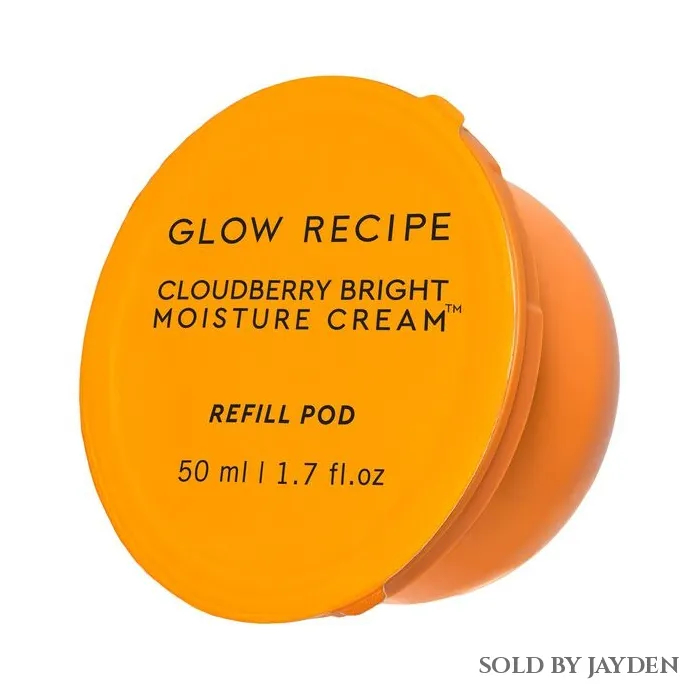 GLOW RECIPE
CLOUDBERRY BRIGHT
MOISTURE CREAM™
REFILL POD
50 ml | 1.7 fl.oz
SOLD BY JAYDEN